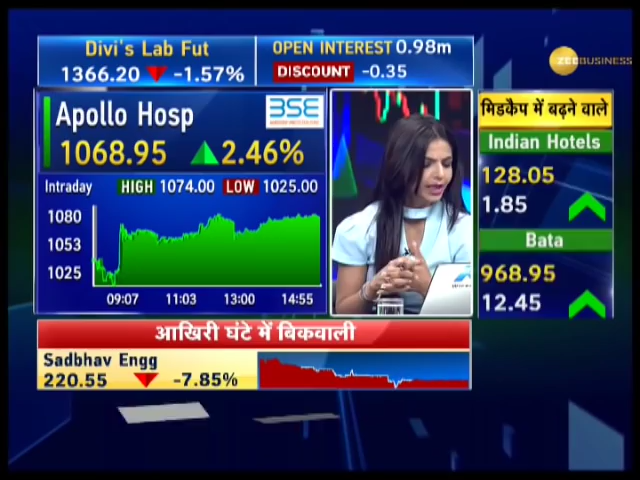 Divi's Lab Fut
1366.20 -1.57%
OPEN INTEREST 0.98m
DISCOUNT -0.35
ZEE BUSINESS
Apollo Hosp
BSE
1068.95 2.46%
Intraday HIGH 1074.00 LOW 1025.00
1080
1053
1025
09:07 11:03 13:00 14:55
मिडकैप में बढ़ने वाले
Indian Hotels
128.05
1.85
Bata
968.95
12.45
आखिरी घंटे में बिकवाली
Sadbhav Engg
220.55 -7.85%